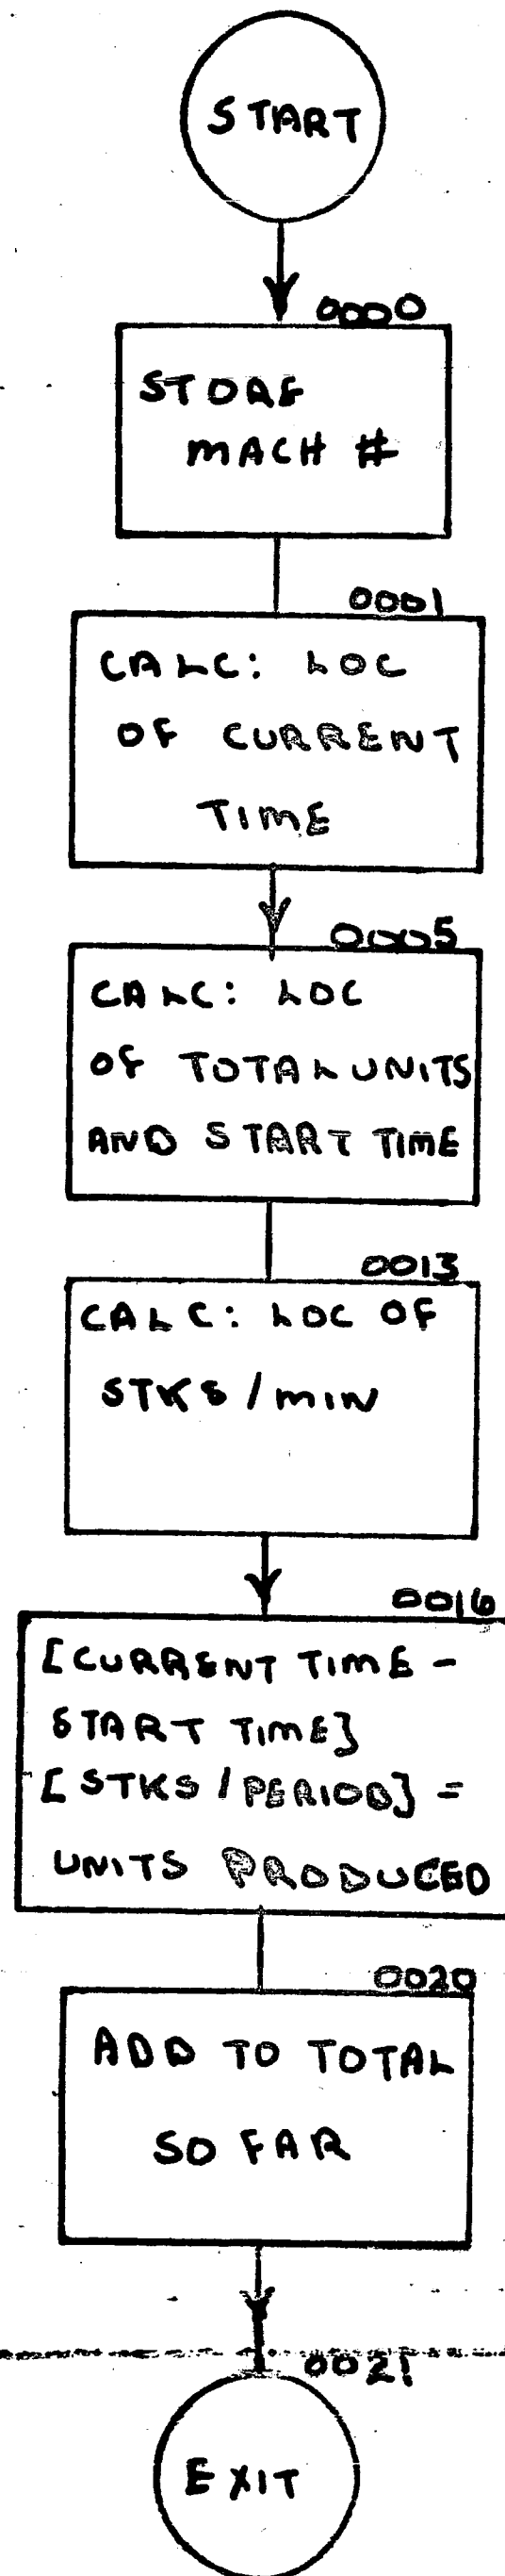 START
0000
STORE
MACH #
0001
CALC: LOC
OF CURRENT
TIME
0005
CALC: LOC
OF TOTAL UNITS
AND START TIME
0013
CALC: LOC OF
STKS / MIN
0016
[CURRENT TIME -
START TIME]
[STKS / PERIOD] =
UNITS PRODUCED
0020
ADD TO TOTAL
SO FAR
0021
EXIT